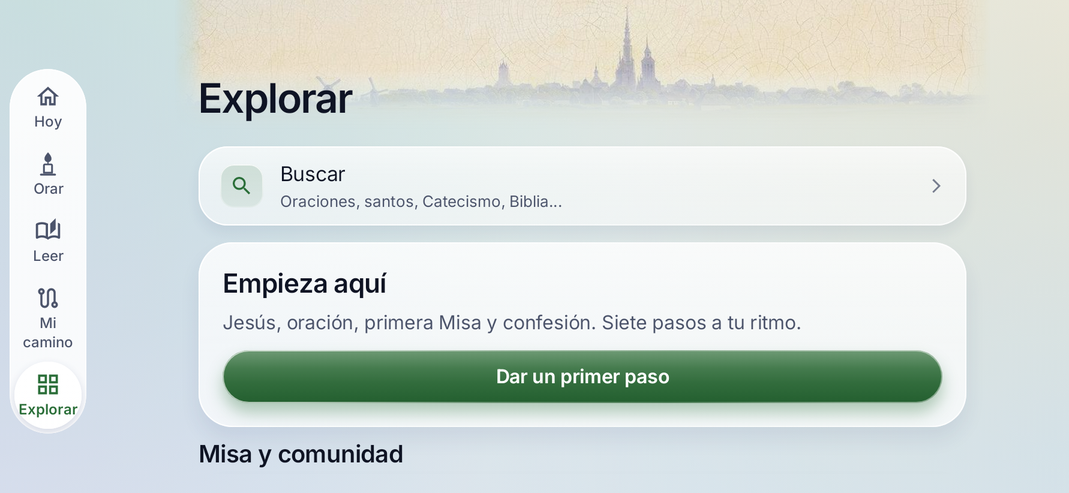 Explorar
Hoy
Orar
Leer
Mi
camino
Explorar
Buscar
Oraciones, santos, Catecismo, Biblia...
Empieza aquí
Jesús, oración, primera Misa y confesión. Siete pasos a tu ritmo.
Dar un primer paso
Misa y comunidad